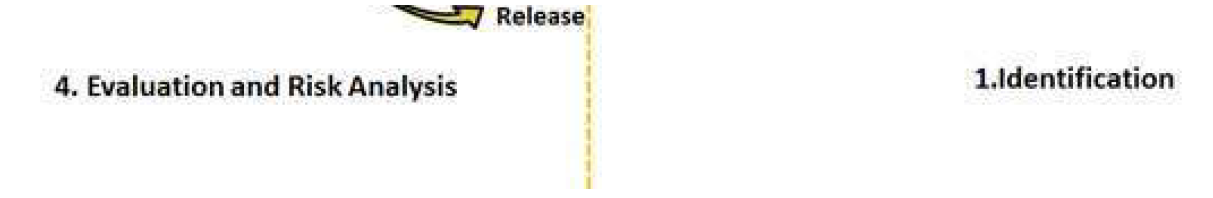 Release
4. Evaluation and Risk Analysis
1.Identification